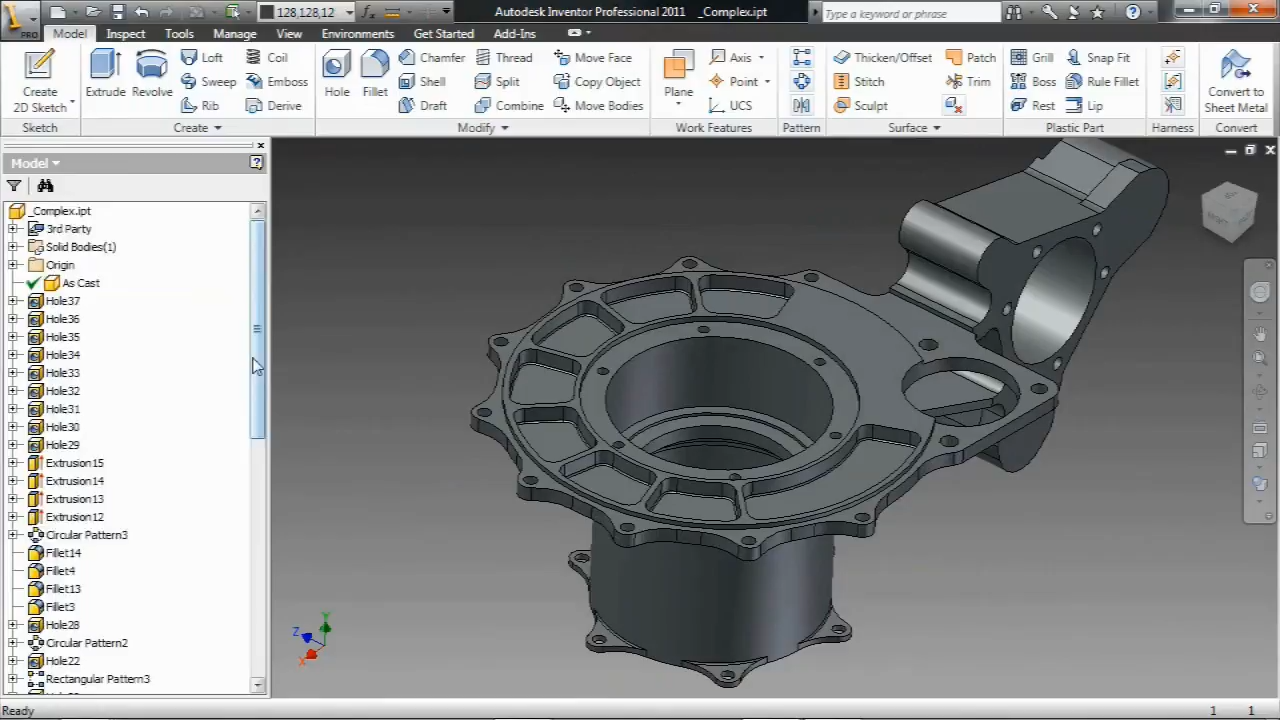 PRO
128,128,12
Autodesk Inventor Professional 2011 _Complex.ipt
Type a keyword or phrase
Model Inspect Tools Manage View Environments Get Started Add-Ins
Create 2D Sketch
Extrude
Revolve
Loft
Sweep
Rib
Coil
Emboss
Derive
Hole
Fillet
Chamfer
Shell
Draft
Thread
Split
Combine
Move Face
Copy Object
Move Bodies
Plane
Axis
Point
UCS
Thicken/Offset
Stitch
Sculpt
Patch
Trim
Grill
Boss
Rest
Snap Fit
Rule Fillet
Lip
Convert to Sheet Metal
Sketch Create Modify Work Features Pattern Surface Plastic Part Harness Convert
Model
_Complex.ipt
3rd Party
Solid Bodies(1)
Origin
As Cast
Hole37
Hole36
Hole35
Hole34
Hole33
Hole32
Hole31
Hole30
Hole29
Extrusion15
Extrusion14
Extrusion13
Extrusion12
Circular Pattern3
Fillet14
Fillet4
Fillet13
Fillet3
Hole28
Circular Pattern2
Hole22
Rectangular Pattern3
Y
Z
X
Ready
1 1